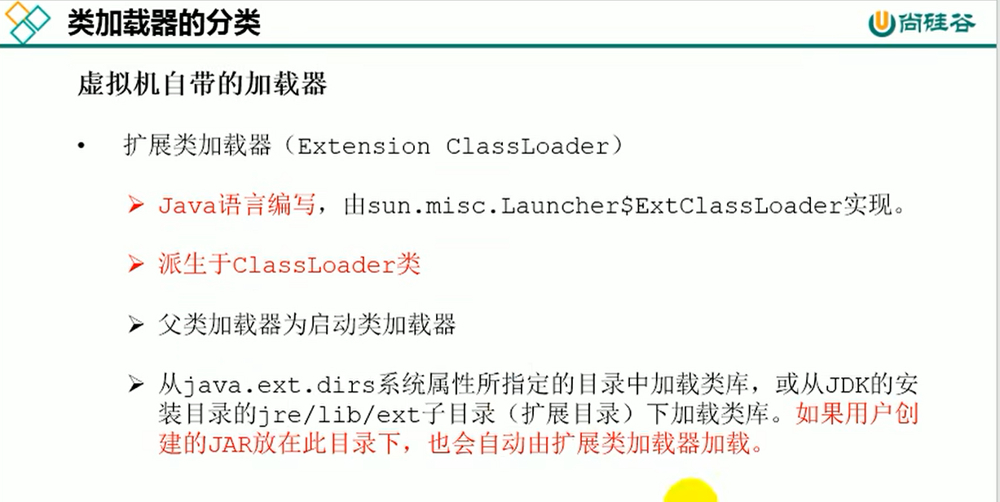 类加载器的分类
尚硅谷
虚拟机自带的加载器
• 扩展类加载器（Extension ClassLoader）
➢ Java语言编写，由sun.misc.Launcher$ExtClassLoader实现。
➢ 派生于ClassLoader类
➢ 父类加载器为启动类加载器
➢ 从java.ext.dirs系统属性所指定的目录中加载类库，或从JDK的安
装目录的jre/lib/ext子目录（扩展目录）下加载类库。如果用户创
建的JAR放在此目录下，也会自动由扩展类加载器加载。